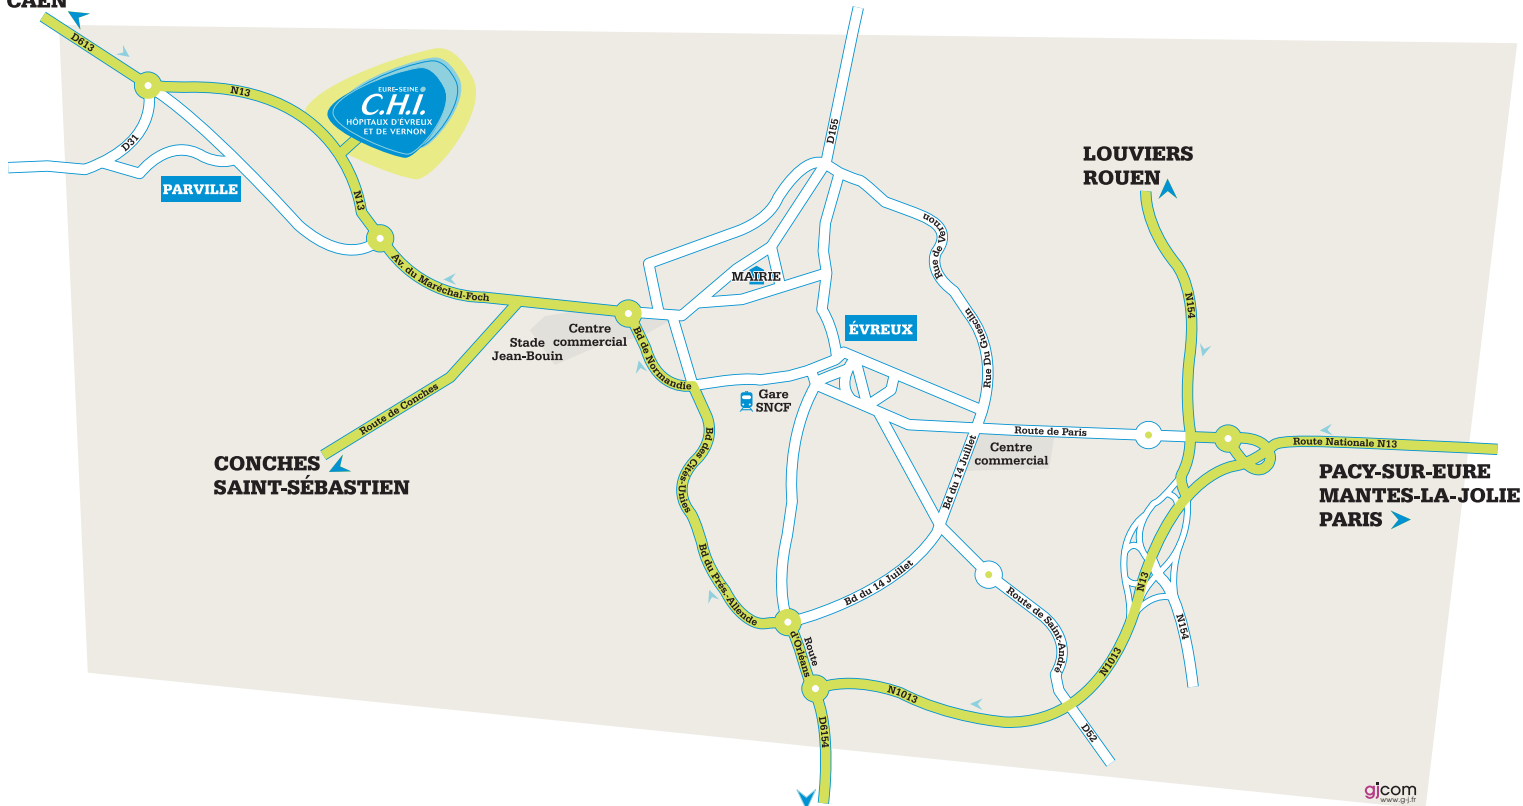 CAEN
D613
N13
EURE-SEINE
C.H.I.
HÔPITAUX D'ÉVREUX
ET DE VERNON
D31
PARVILLE
N13
D155
LOUVIERS
ROUEN
Rue de Vernon
Av. du Maréchal-Foch
MAIRIE
N154
Centre
commercial
Stade
Jean-Bouin
Bd de Normandie
ÉVREUX
Rue Du Guesclin
Route de Conches
Gare
SNCF
CONCHES
SAINT-SÉBASTIEN
Bd des Cités-Unies
Route de Paris
Centre
commercial
Bd du 14 Juillet
Route Nationale N13
PACY-SUR-EURE
MANTES-LA-JOLIE
PARIS
Bd du Prés.-Allende
Bd du 14 Juillet
Route de Saint-André
N13
N154
Route
d'Orléans
N1013
N1013
D6154
D52
gjcom
www.g-j.fr